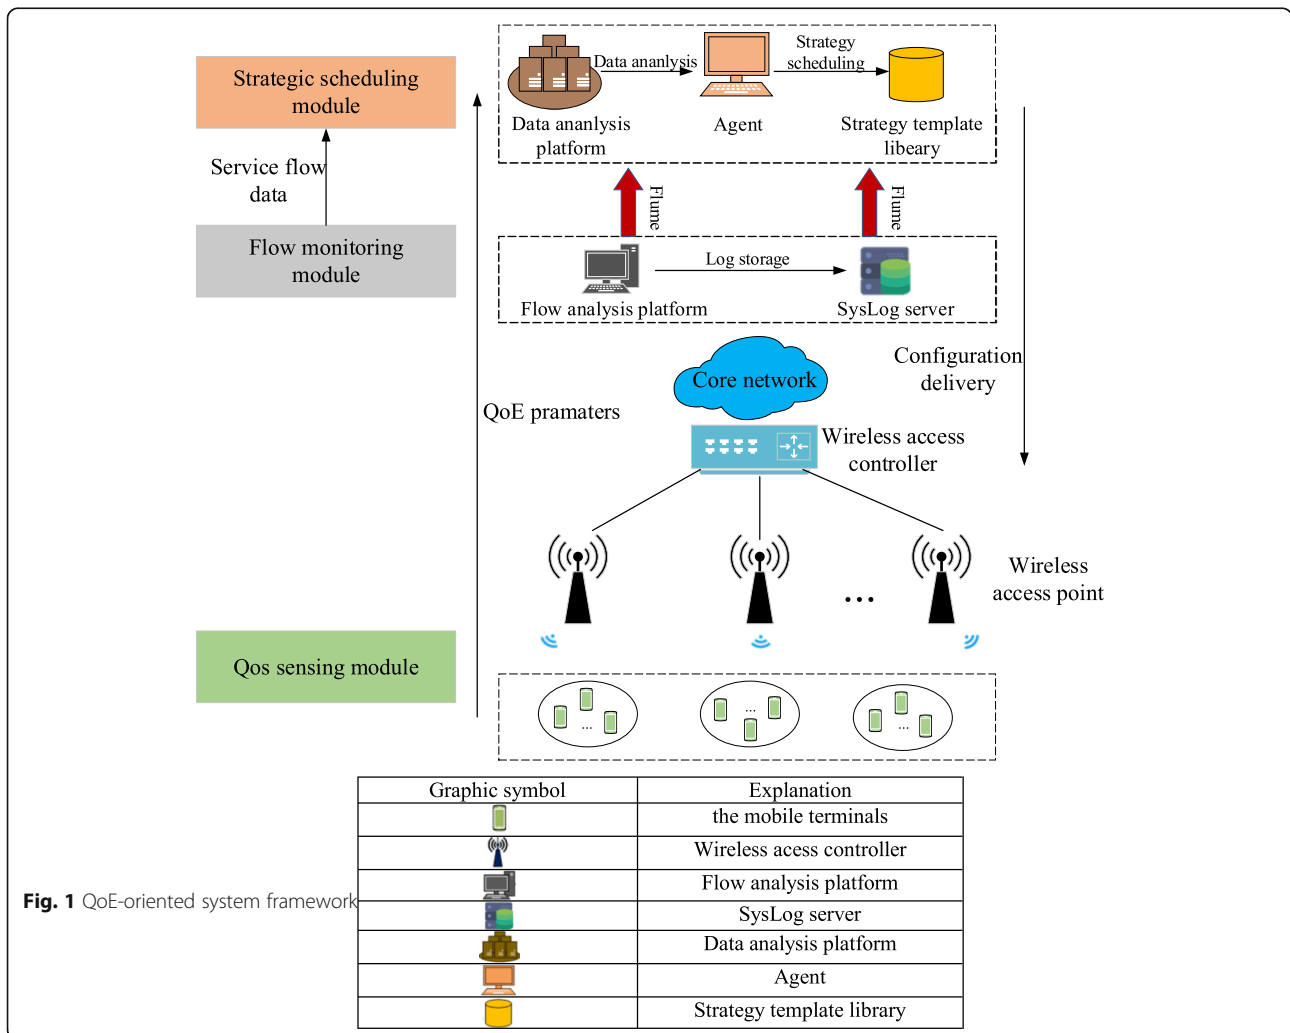 Strategic scheduling
module
Service flow
data
Flow monitoring
module
Qos sensing module
QoE pramaters
Data ananlysis
Strategy
scheduling
Data ananlysis
platform
Agent
Strategy template
libeary
Flume
Flume
Log storage
Flow analysis platform
SysLog server
Configuration
delivery
Core network
Wireless access
controller
...
Wireless
access point
...
...
...
Graphic symbol Explanation
the mobile terminals
Wireless acess controller
Flow analysis platform
SysLog server
Data analysis platform
Agent
Strategy template library
Fig. 1 QoE-oriented system framework